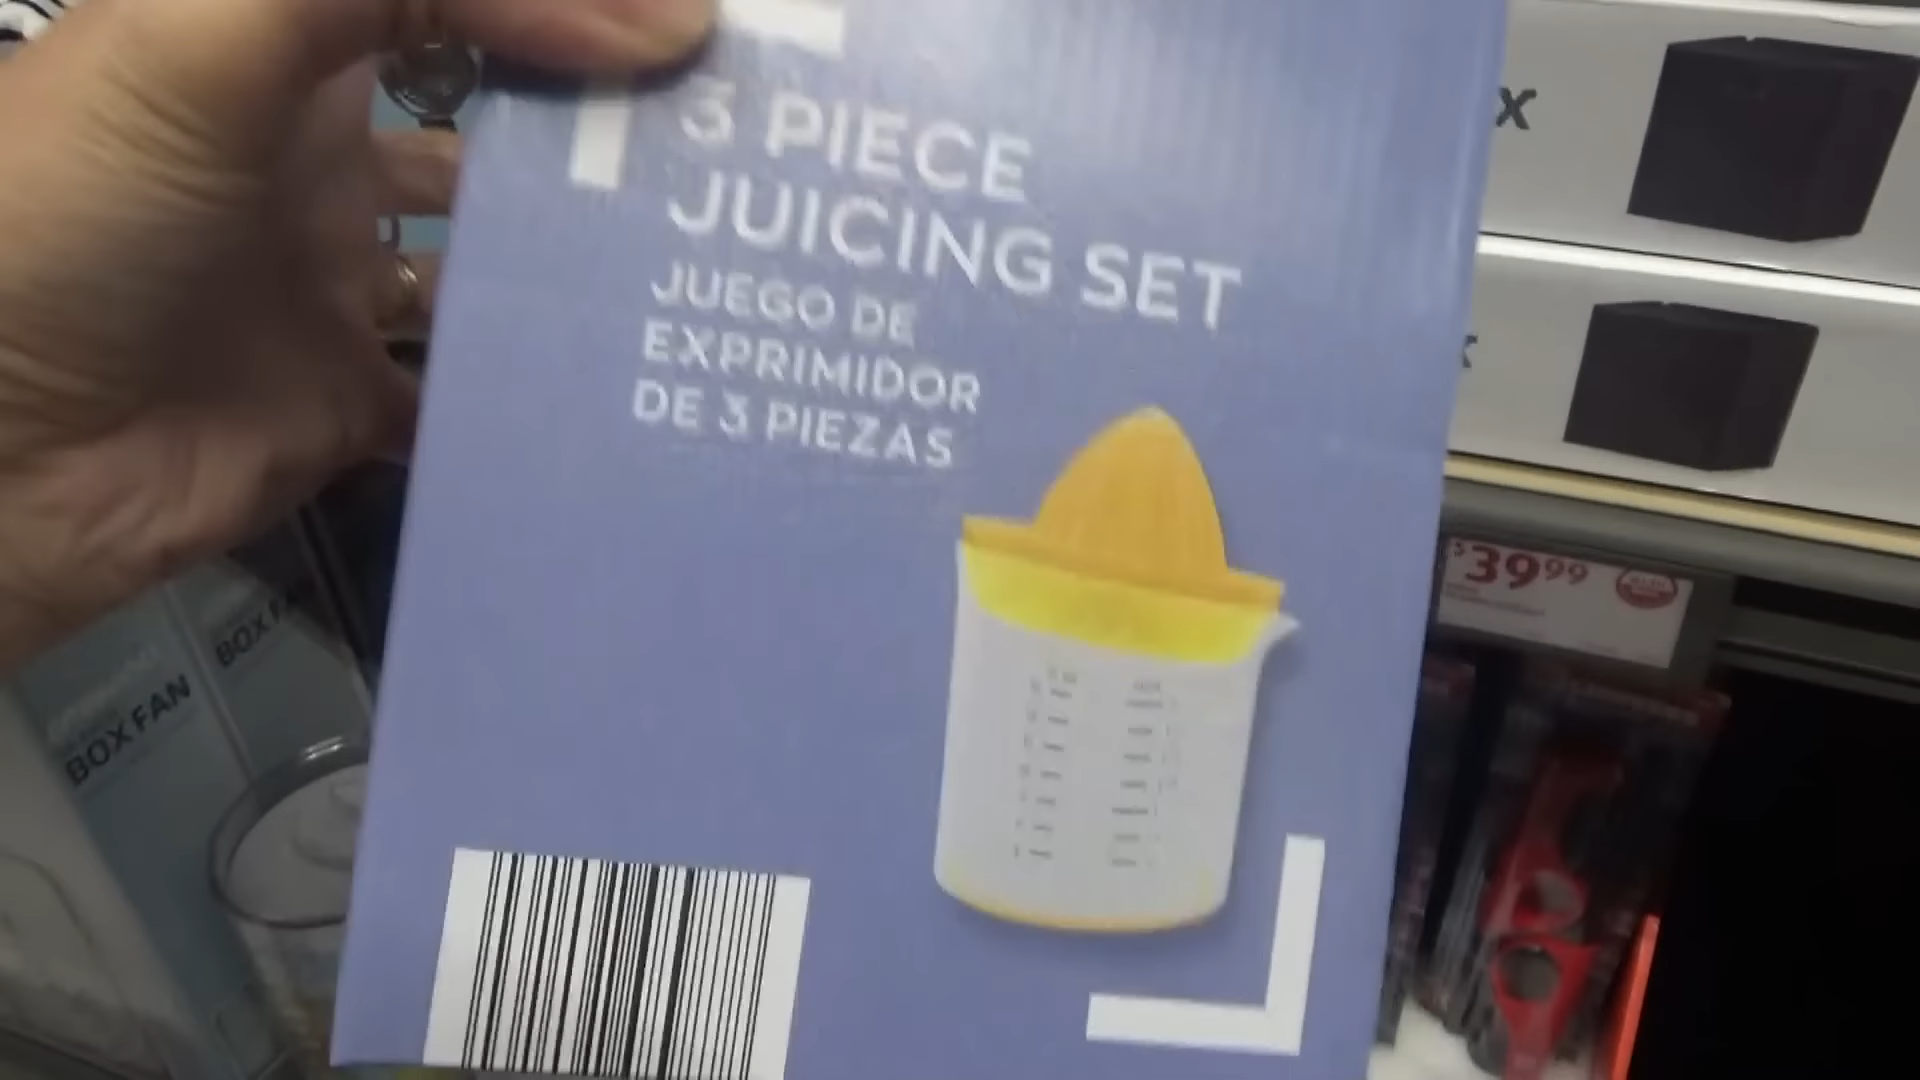 3 PIECE
JUICING SET
JUEGO DE
EXPRIMIDOR
DE 3 PIEZAS
X
$39.99
BOX FAN
BOX FAN